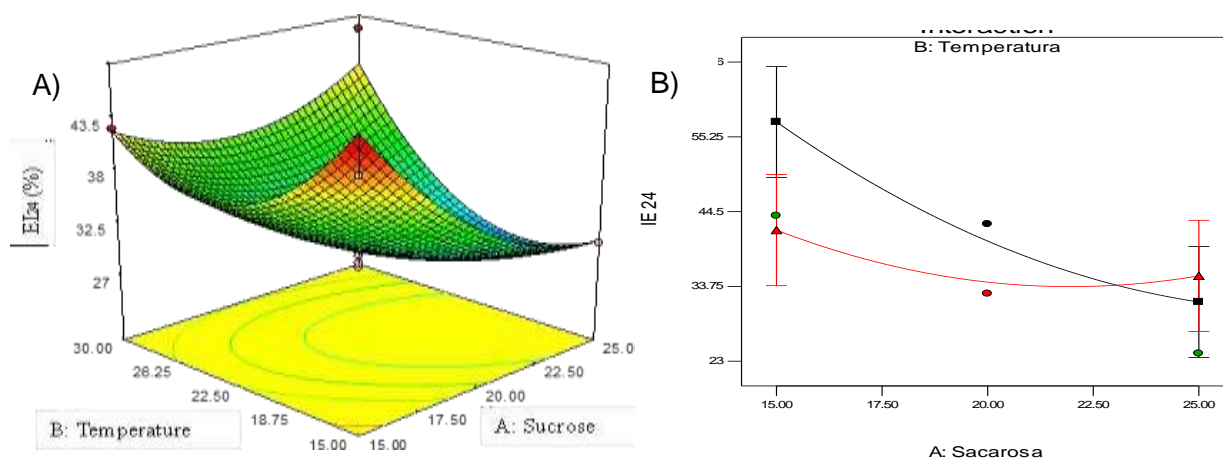 A)
EI24 (%)
43.5
38
32.5
27
30.00
26.25
22.50
18.75
15.00
B: Temperature
25.0
22.50
20.00
17.50
15.00
A: Sucrose
B)
B: Temperatura
IE 24
55.25
44.5
33.75
23
15.00 17.50 20.00 22.50 25.00
A: Sacarosa